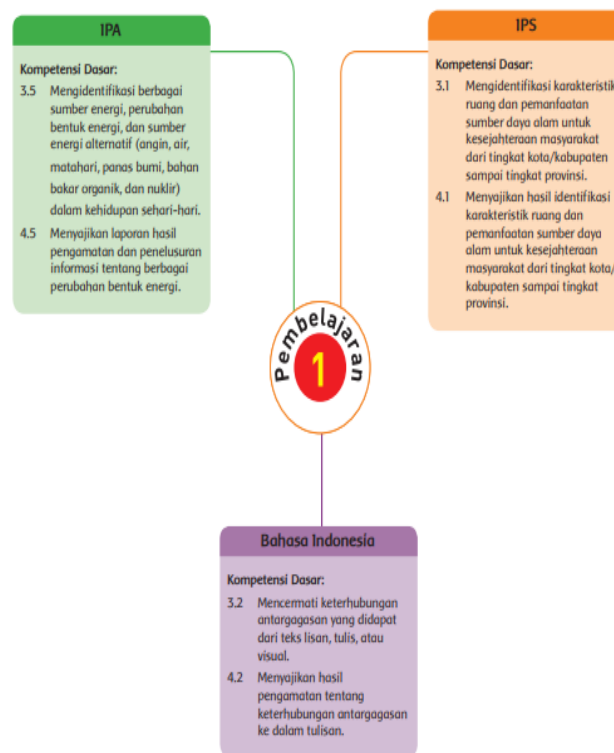 IPA
Kompetensi Dasar:
3.5 Mengidentifikasi berbagai
sumber energi, perubahan
bentuk energi, dan sumber
energi alternatif (angin, air,
matahari, panas bumi, bahan
bakar organik, dan nuklir)
dalam kehidupan sehari-hari.
4.5 Menyajikan laporan hasil
pengamatan dan penelusuran
informasi tentang berbagai
perubahan bentuk energi.
IPS
Kompetensi Dasar:
3.1 Mengidentifikasi karakteristik
ruang dan pemanfaatan
sumber daya alam untuk
kesejahteraan masyarakat
dari tingkat kota/kabupaten
sampai tingkat provinsi.
4.1 Menyajikan hasil identifikasi
karakteristik ruang dan
pemanfaatan sumber daya
alam untuk kesejahteraan
masyarakat dari tingkat kota/
kabupaten sampai tingkat
provinsi.
Pembelajaran
1
Bahasa Indonesia
Kompetensi Dasar:
3.2 Mencermati keterhubungan
antargagasan yang didapat
dari teks lisan, tulis, atau
visual.
4.2 Menyajikan hasil
pengamatan tentang
keterhubungan antargagasan
ke dalam tulisan.